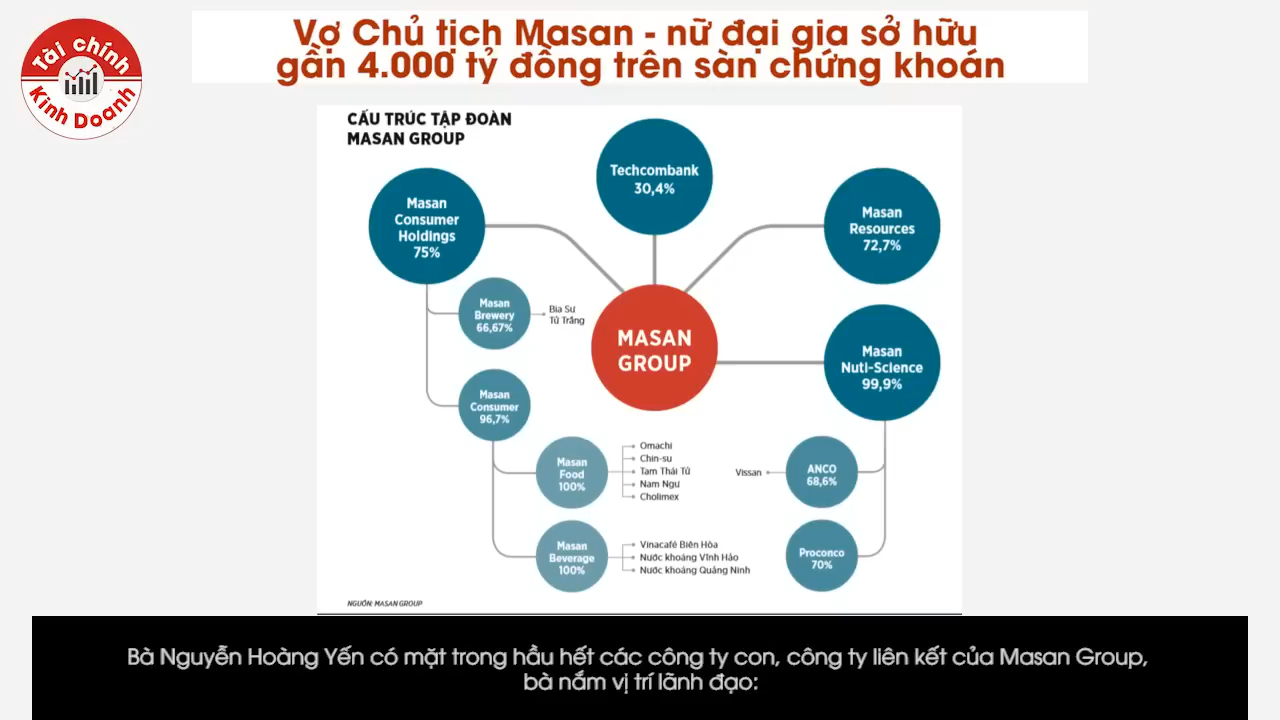 Tài chính
Kinh Doanh
Vợ Chủ tịch Masan - nữ đại gia sở hữu
gần 4.000 tỷ đồng trên sàn chứng khoán
CẤU TRÚC TẬP ĐOÀN
MASAN GROUP
Techcombank
30,4%
Masan
Consumer
Holdings
75%
Masan
Resources
72,7%
Masan
Brewery
66,67%
Bia Sư
Tử Trắng
MASAN
GROUP
Masan
Nuti-Science
99,9%
Masan
Consumer
96,7%
Masan
Food
100%
Omachi
Chin-su
Tam Thái Tử
Nam Ngư
Cholimex
Vissan
ANCO
68,6%
Masan
Beverage
100%
Vinacafé Biên Hòa
Nước khoáng Vĩnh Hảo
Nước khoáng Quảng Ninh
Proconco
70%
NGUỒN: MASAN GROUP
Bà Nguyễn Hoàng Yến có mặt trong hầu hết các công ty con, công ty liên kết của Masan Group,
bà nắm vị trí lãnh đạo: